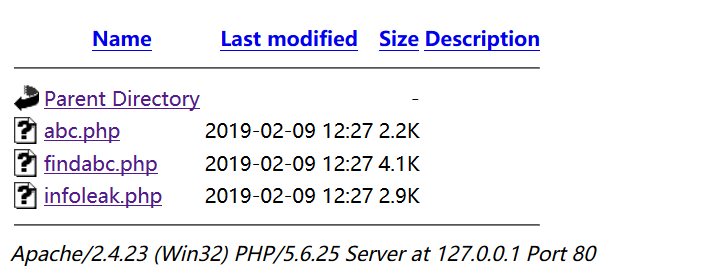 Name Last modified Size Description
Parent Directory -
abc.php 2019-02-09 12:27 2.2K
findabc.php 2019-02-09 12:27 4.1K
infoleak.php 2019-02-09 12:27 2.9K
Apache/2.4.23 (Win32) PHP/5.6.25 Server at 127.0.0.1 Port 80